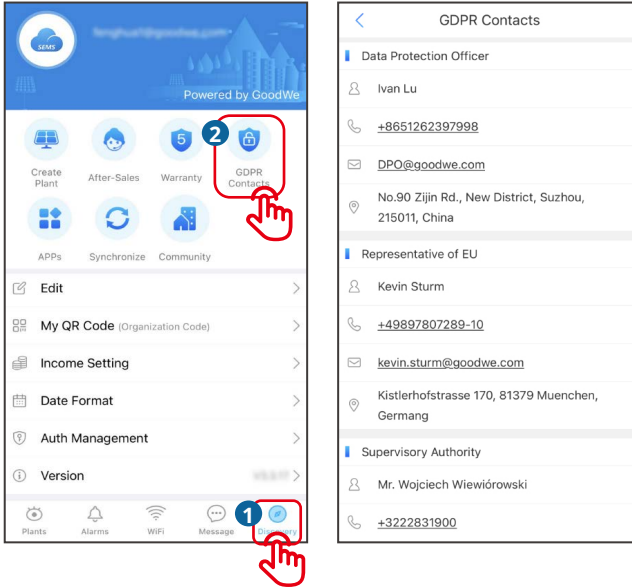 SEMS
Powered by GoodWe
5
2
Create
Plant
After-Sales
Warranty
GDPR
Contacts
APPs
Synchronize
Community
Edit
My QR Code (Organization Code)
Income Setting
Date Format
Auth Management
Version
1
Plants
Alarms
WiFi
Message
Discovery
GDPR Contacts
Data Protection Officer
Ivan Lu
+8651262397998
DPO@goodwe.com
No.90 Zijin Rd., New District, Suzhou,
215011, China
Representative of EU
Kevin Sturm
+49897807289-10
kevin.sturm@goodwe.com
Kistlerhofstrasse 170, 81379 Muenchen,
Germang
Supervisory Authority
Mr. Wojciech Wiewiórowski
+3222831900